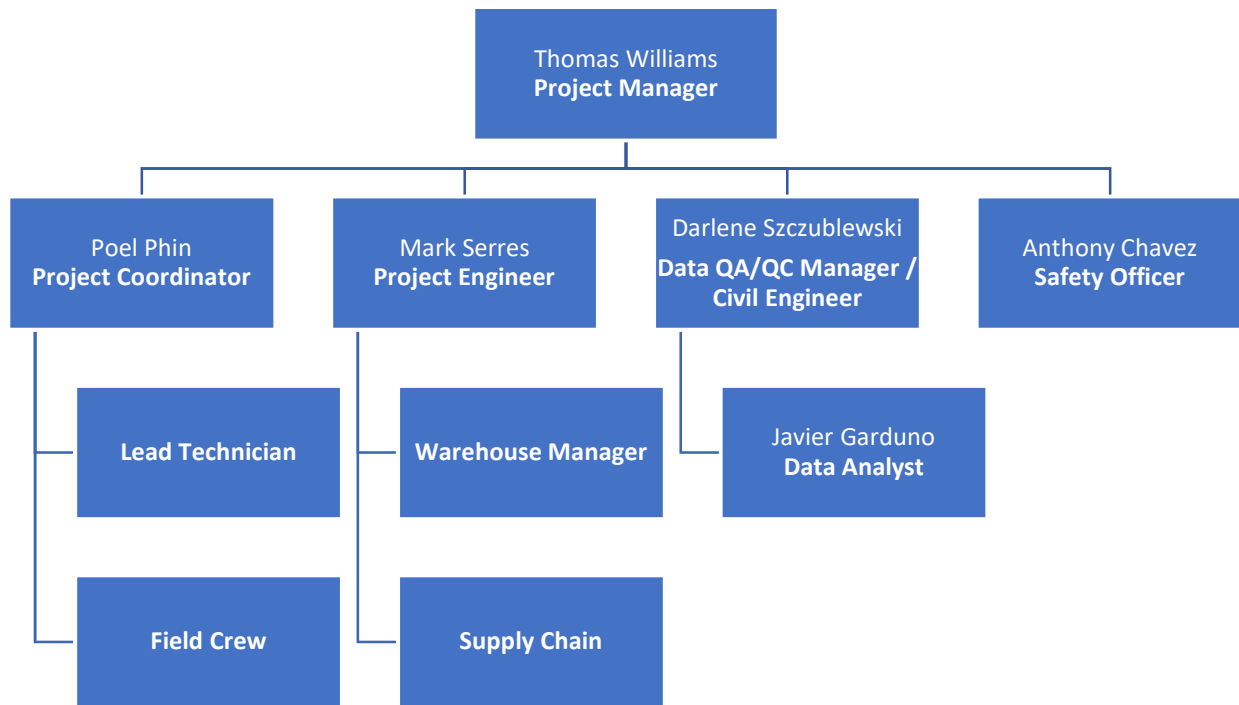 Thomas Williams
Project Manager
Poel Phin
Project Coordinator
Mark Serres
Project Engineer
Darlene Szczublewski
Data QA/QC Manager /
Civil Engineer
Anthony Chavez
Safety Officer
Lead Technician
Warehouse Manager
Javier Garduno
Data Analyst
Field Crew
Supply Chain